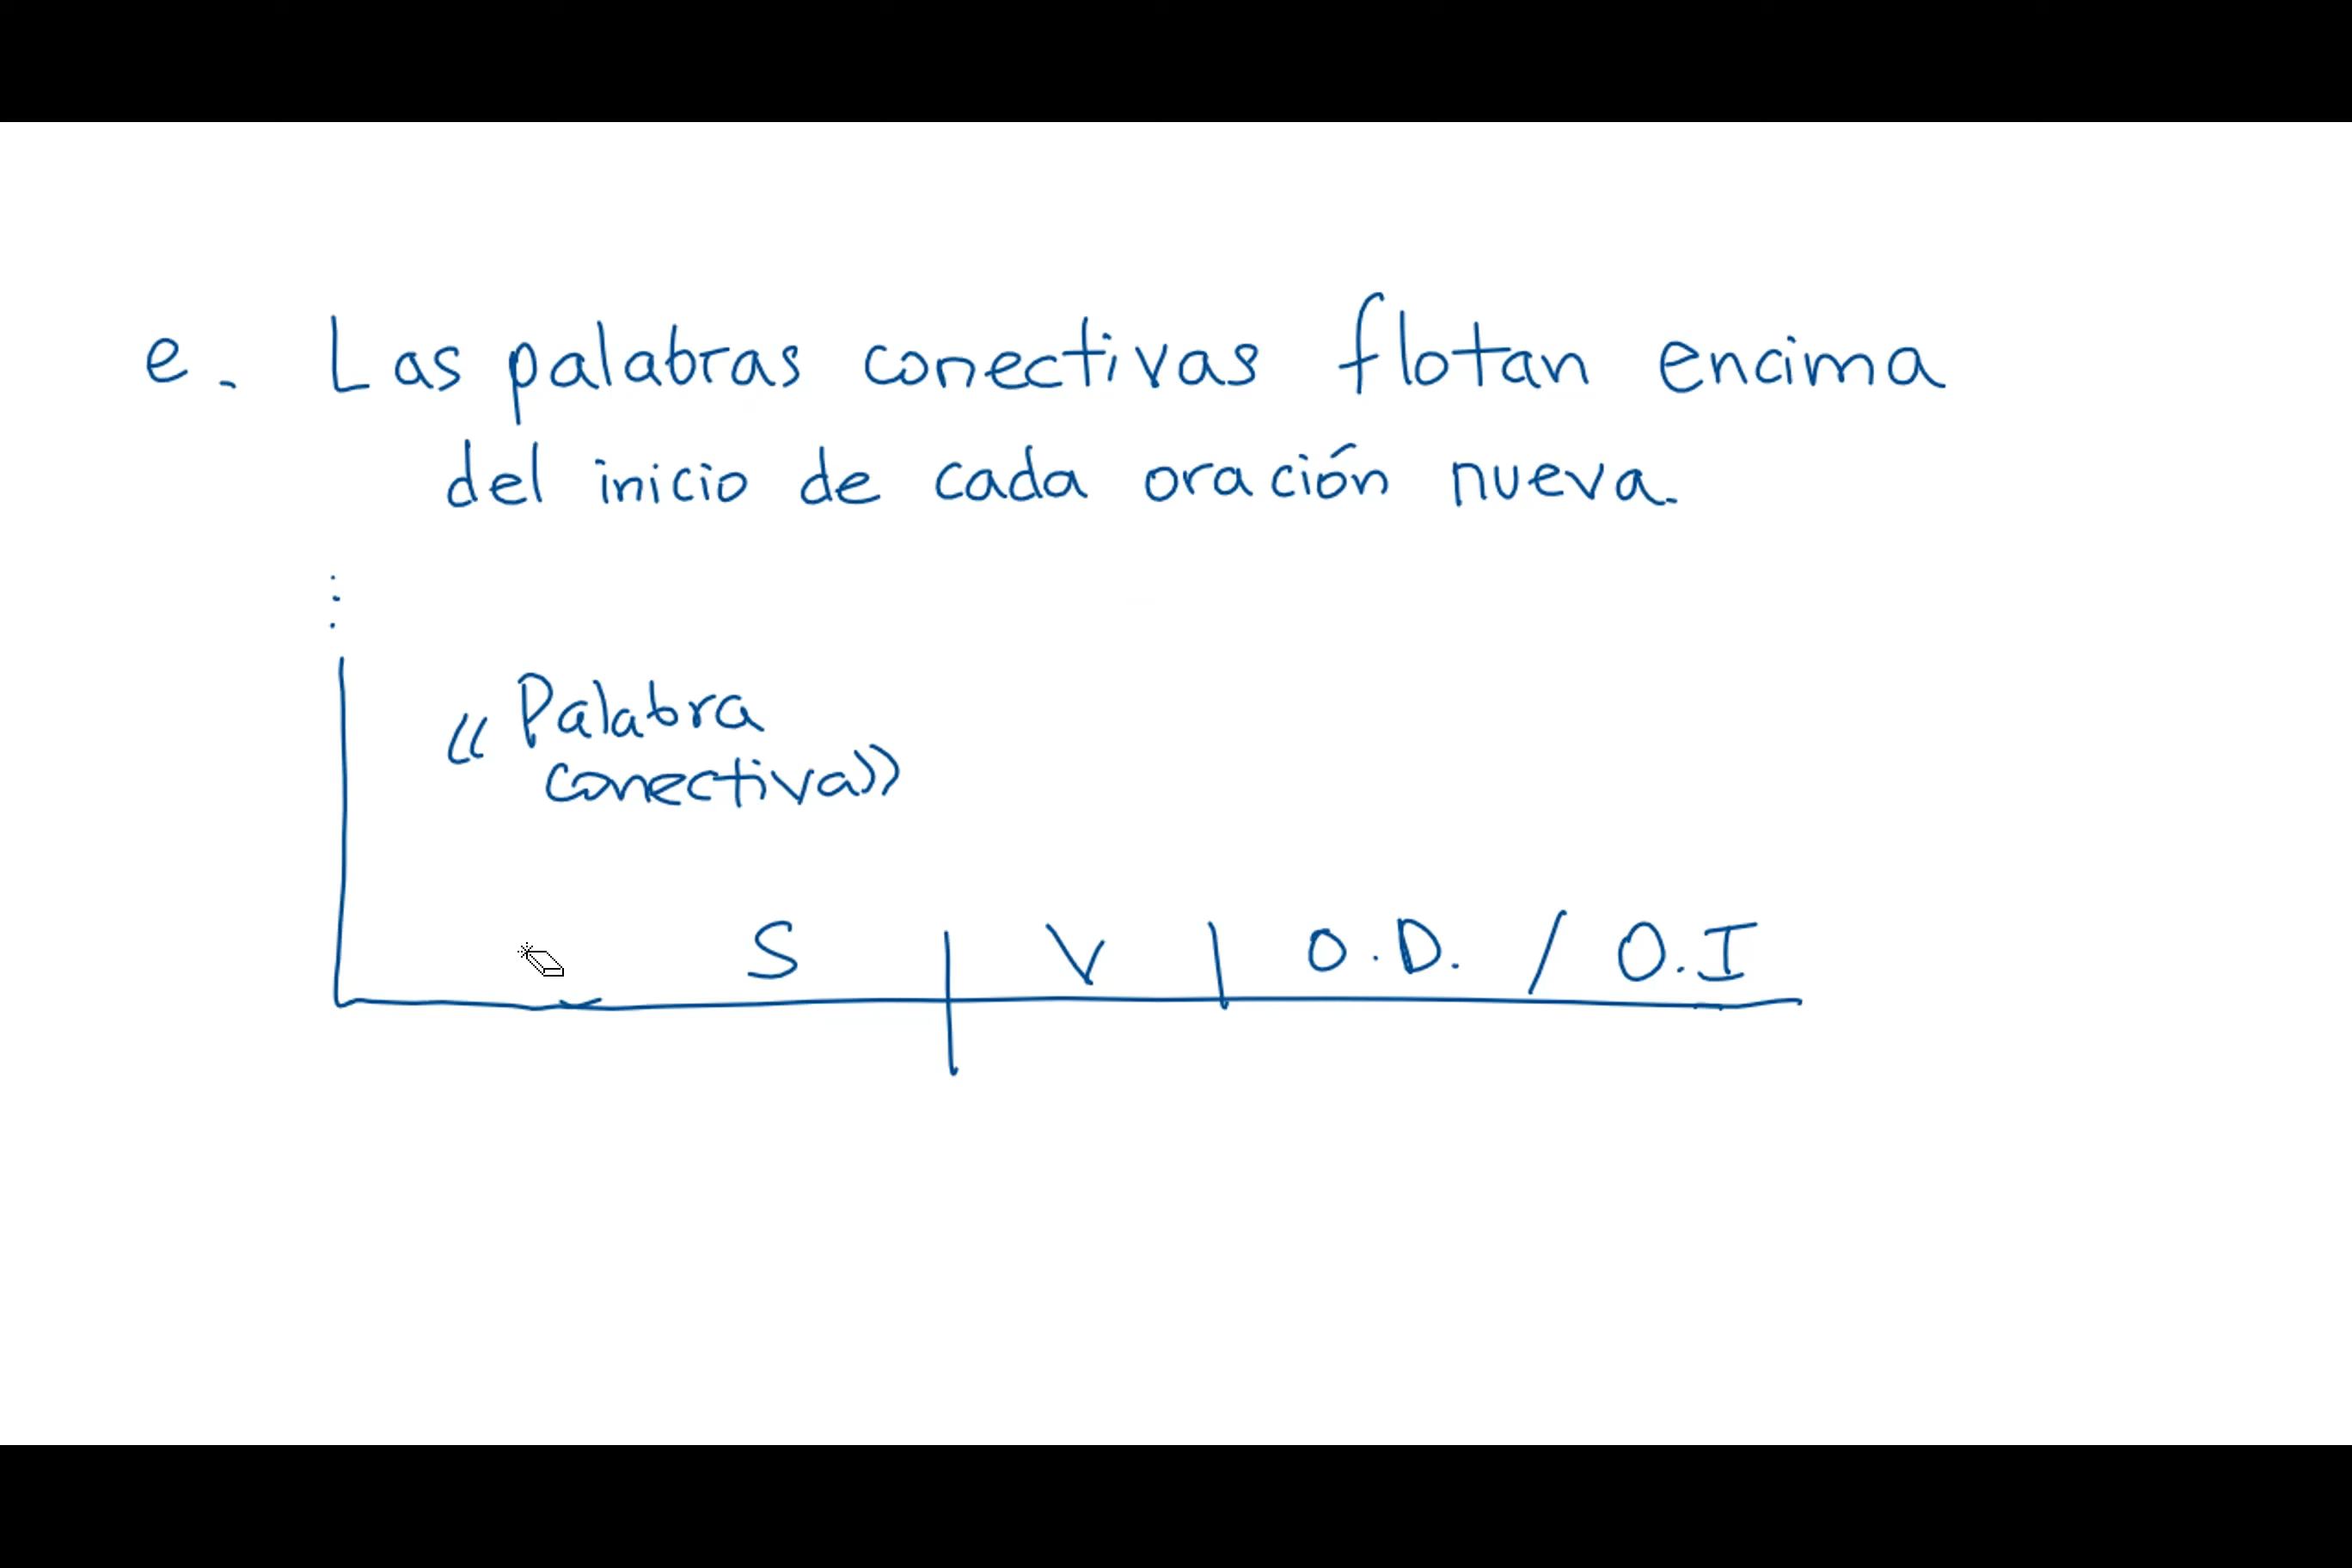 e. Las palabras conectivas flotan encima
del inicio de cada oración nueva.
⋮
«Palabra
conectiva»
S | V | O.D. / O.I